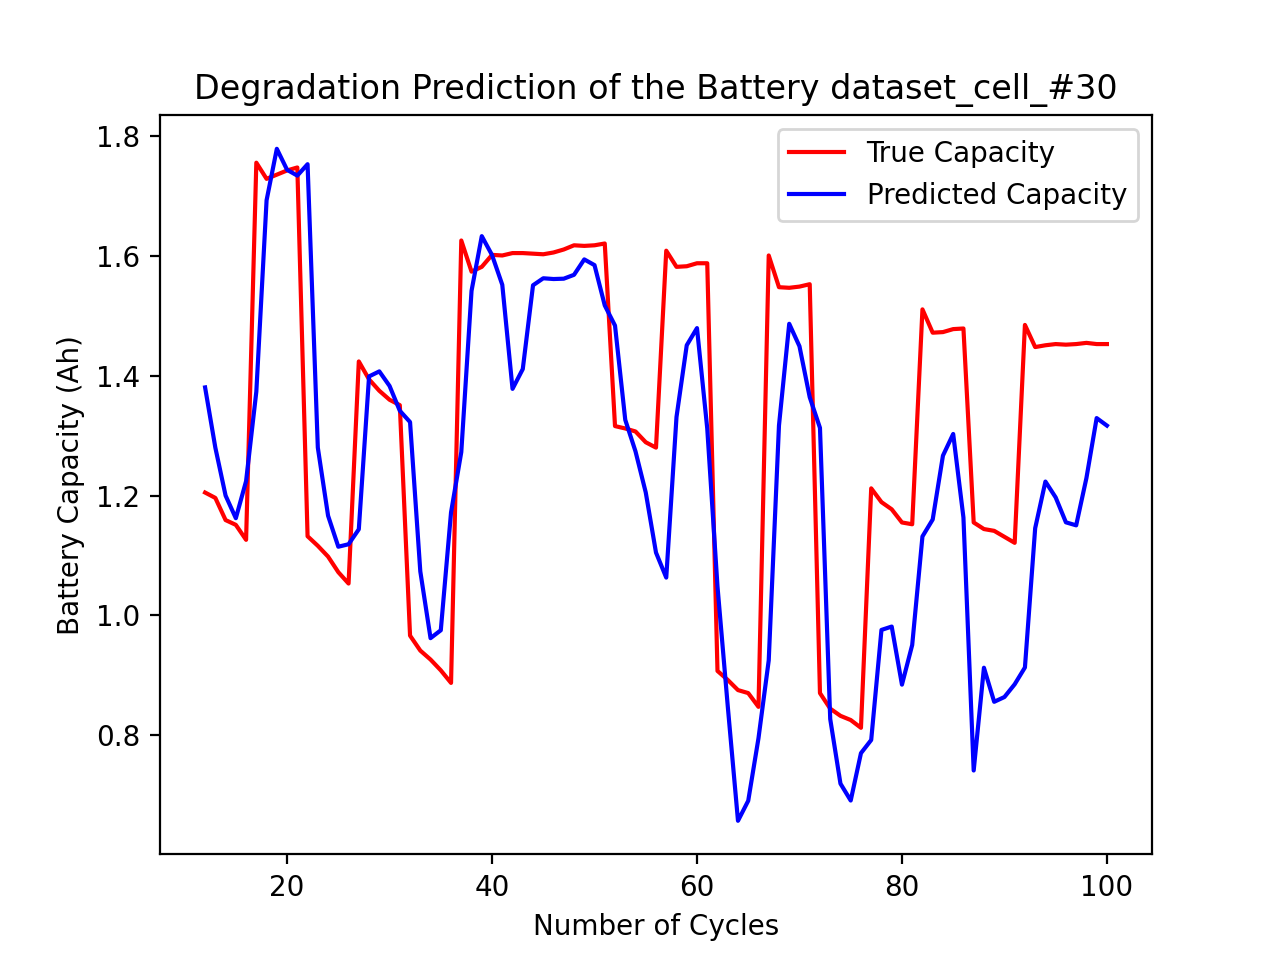 Degradation Prediction of the Battery dataset_cell_#30
True Capacity
Predicted Capacity
Battery Capacity (Ah)
1.8
1.6
1.4
1.2
1.0
0.8
20 40 60 80 100
Number of Cycles